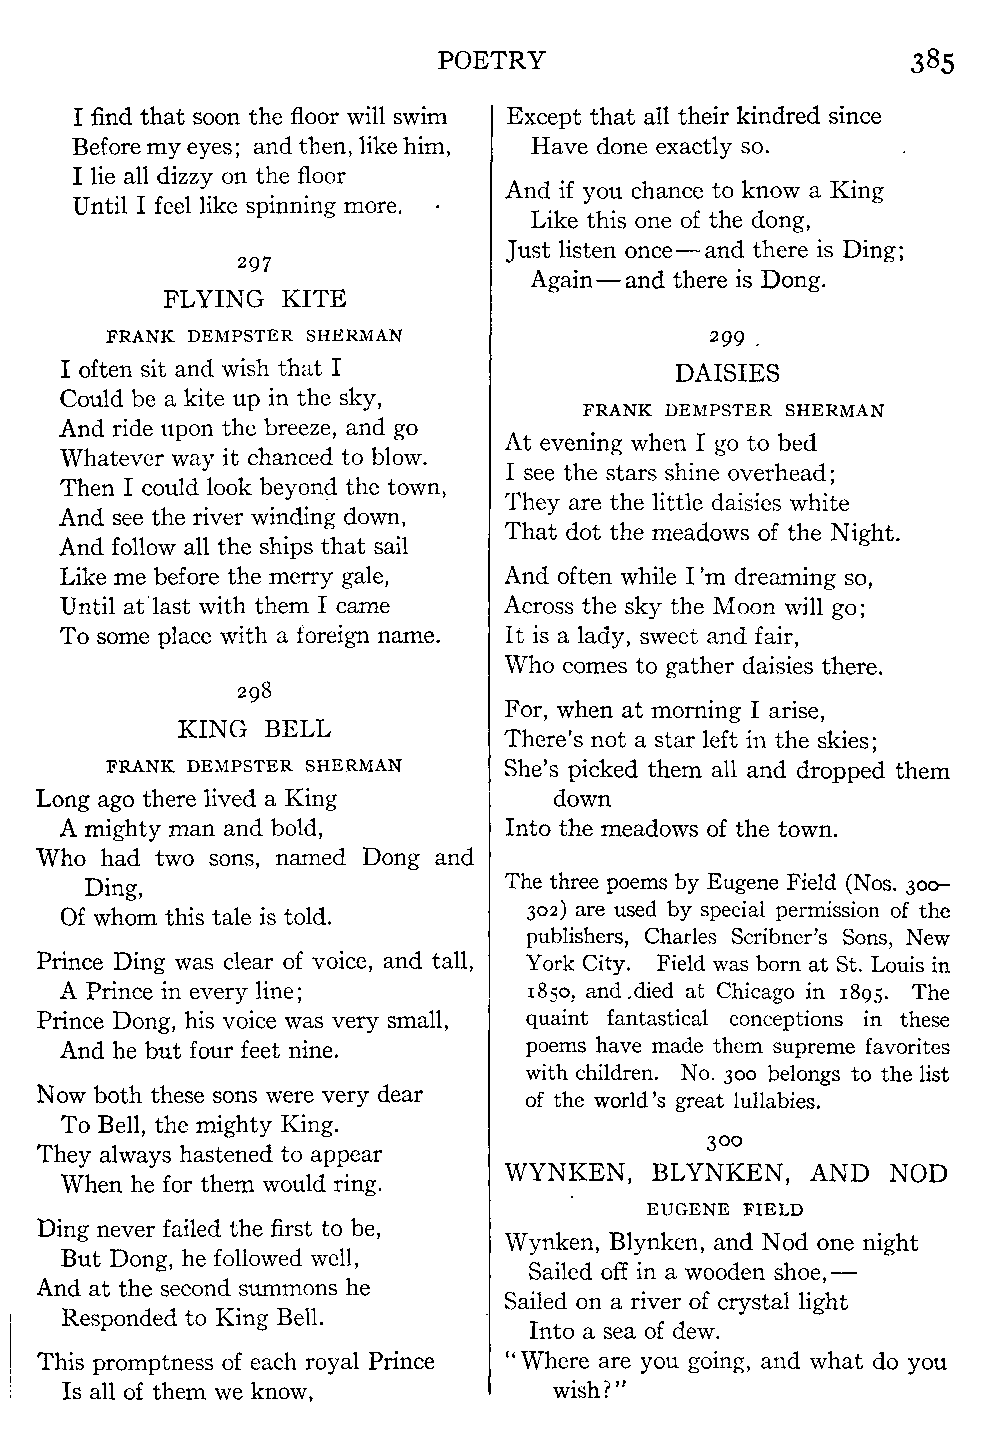 POETRY 385
I find that soon the floor will swim
Before my eyes; and then, like him,
I lie all dizzy on the floor
Until I feel like spinning more.
297
FLYING KITE
FRANK DEMPSTER SHERMAN
I often sit and wish that I
Could be a kite up in the sky,
And ride upon the breeze, and go
Whatever way it chanced to blow.
Then I could look beyond the town,
And see the river winding down,
And follow all the ships that sail
Like me before the merry gale,
Until at last with them I came
To some place with a foreign name.
298
KING BELL
FRANK DEMPSTER SHERMAN
Long ago there lived a King
A mighty man and bold,
Who had two sons, named Dong and
Ding,
Of whom this tale is told.
Prince Ding was clear of voice, and tall,
A Prince in every line;
Prince Dong, his voice was very small,
And he but four feet nine.
Now both these sons were very dear
To Bell, the mighty King.
They always hastened to appear
When he for them would ring.
Ding never failed the first to be,
But Dong, he followed well,
And at the second summons he
Responded to King Bell.
This promptness of each royal Prince
Is all of them we know,
Except that all their kindred since
Have done exactly so.
And if you chance to know a King
Like this one of the dong,
Just listen once—and there is Ding;
Again—and there is Dong.
299
DAISIES
FRANK DEMPSTER SHERMAN
At evening when I go to bed
I see the stars shine overhead;
They are the little daisies white
That dot the meadows of the Night.
And often while I'm dreaming so,
Across the sky the Moon will go;
It is a lady, sweet and fair,
Who comes to gather daisies there.
For, when at morning I arise,
There's not a star left in the skies;
She's picked them all and dropped them
down
Into the meadows of the town.
The three poems by Eugene Field (Nos. 300–
302) are used by special permission of the
publishers, Charles Scribner's Sons, New
York City. Field was born at St. Louis in
1850, and died at Chicago in 1895. The
quaint fantastical conceptions in these
poems have made them supreme favorites
with children. No. 300 belongs to the list
of the world's great lullabies.
300
WYNKEN, BLYNKEN, AND NOD
EUGENE FIELD
Wynken, Blynken, and Nod one night
Sailed off in a wooden shoe,—
Sailed on a river of crystal light
Into a sea of dew.
"Where are you going, and what do you
wish?"